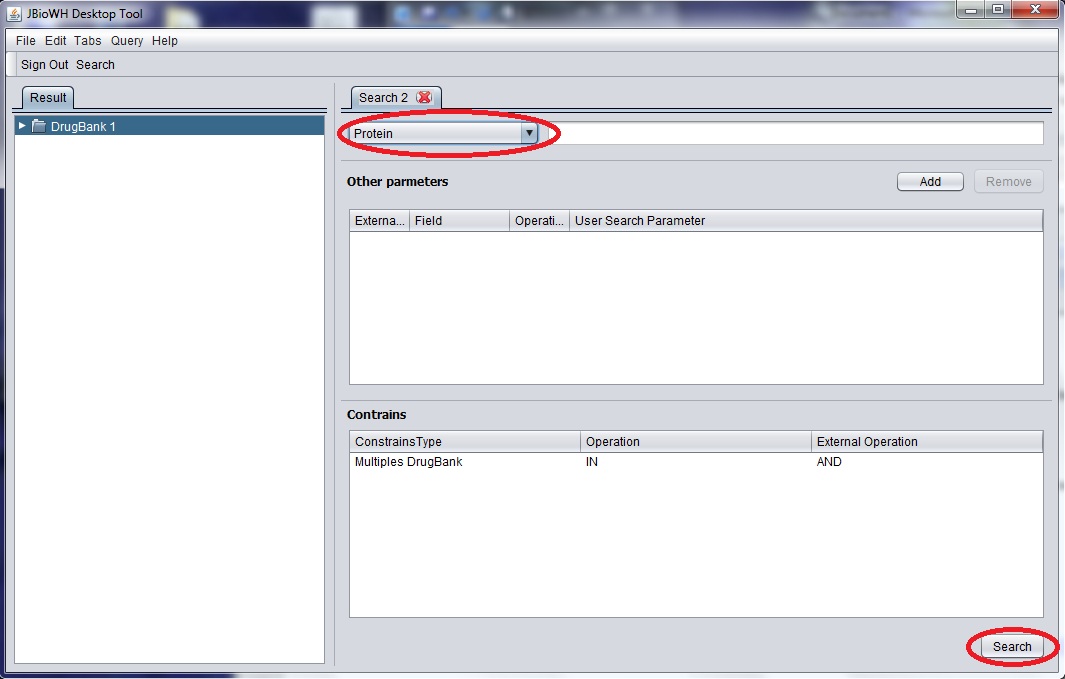 JBioWH Desktop Tool
File Edit Tabs Query Help
Sign Out Search
Result
DrugBank 1
Search 2
Protein
Other parmeters
Add Remove
Externa... Field Operati... User Search Parameter
Contrains
ConstrainsType Operation External Operation
Multiples DrugBank IN AND
Search